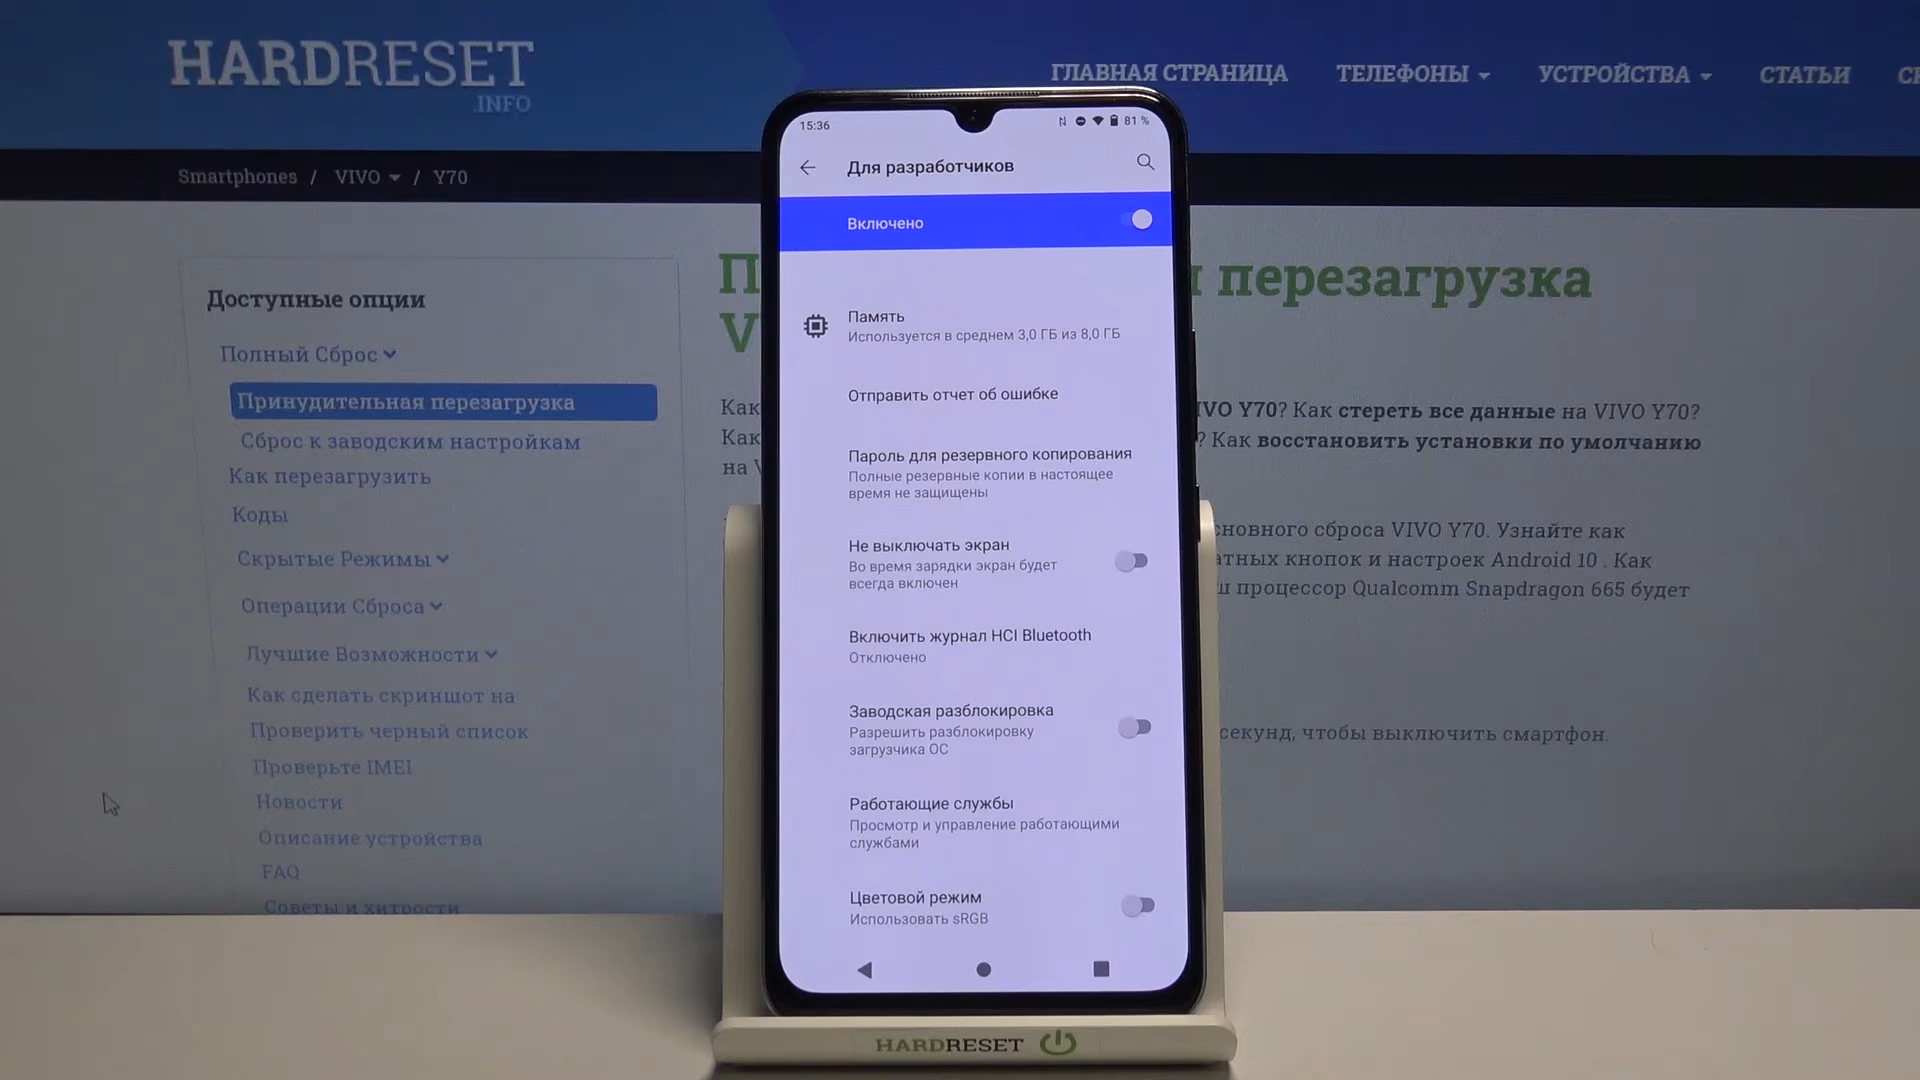 HARDRESET
.INFO
ГЛАВНАЯ СТРАНИЦА ТЕЛЕФОНЫ УСТРОЙСТВА СТАТЬИ
Smartphones / VIVO / Y70
Доступные опции
Полный Сброс
Принудительная перезагрузка
Сброс к заводским настройкам
Как перезагрузить
Коды
Скрытые Режимы
Операции Сброса
Лучшие Возможности
Как сделать скриншот на
Проверить черный список
Проверьте IMEI
Новости
Описание устройства
FAQ
Советы и хитрости
15:36 81 %
Для разработчиков
Включено
Память
Используется в среднем 3,0 ГБ из 8,0 ГБ
Отправить отчет об ошибке
Пароль для резервного копирования
Полные резервные копии в настоящее
время не защищены
Не выключать экран
Во время зарядки экран будет
всегда включен
Включить журнал HCI Bluetooth
Отключено
Заводская разблокировка
Разрешить разблокировку
загрузчика ОС
Работающие службы
Просмотр и управление работающими
службами
Цветовой режим
Использовать sRGB
перезагрузка
Как VIVO Y70? Как стереть все данные на VIVO Y70?
Как ? Как восстановить установки по умолчанию
на
сновного сброса VIVO Y70. Узнайте как
кнопок и настроек Android 10 . Как
процессор Qualcomm Snapdragon 665 будет
секунд, чтобы выключить смартфон.
HARDRESET